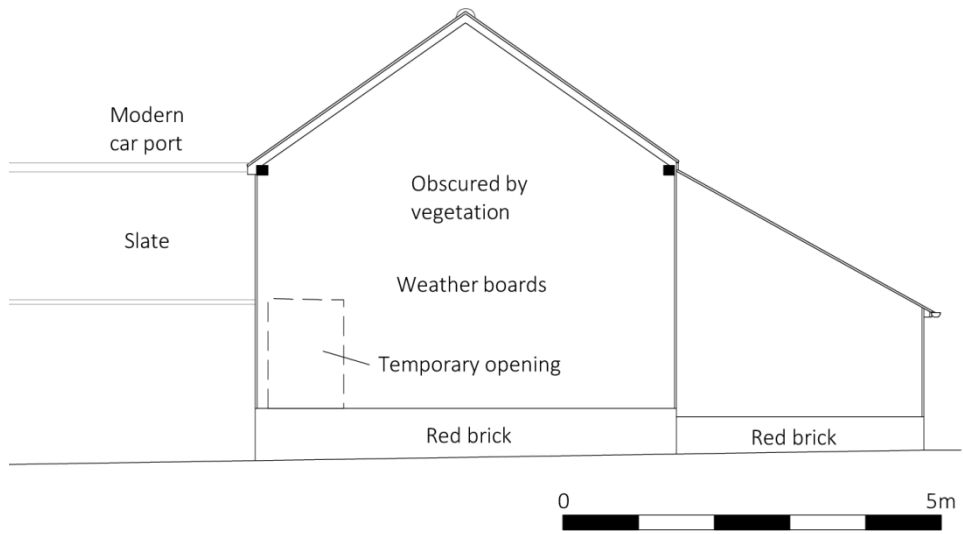 Modern
car port
Obscured by
vegetation
Slate
Weather boards
Temporary opening
Red brick
Red brick
0
5m